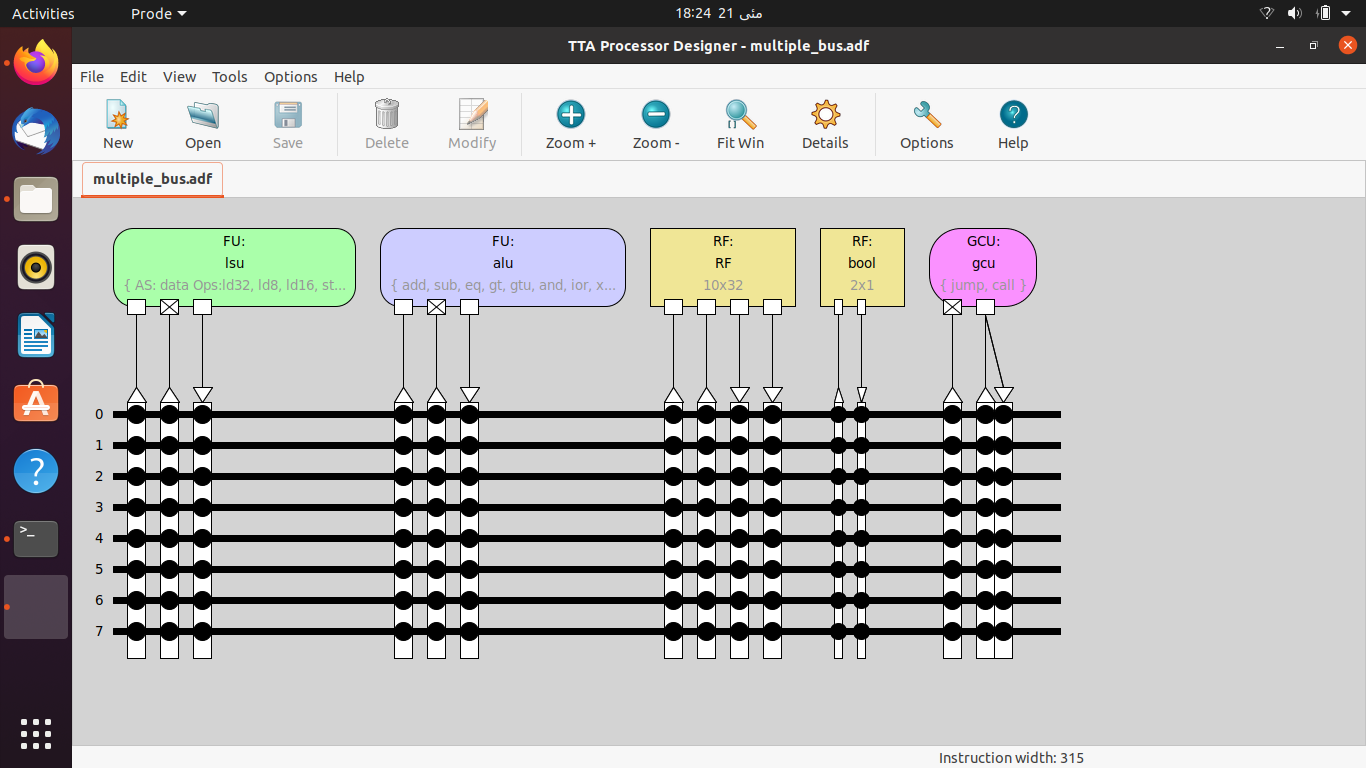 Activities Prode 18:24 21 مئی
TTA Processor Designer - multiple_bus.adf
File Edit View Tools Options Help
New Open Save Delete Modify Zoom + Zoom - Fit Win Details Options Help
multiple_bus.adf
FU: FU: RF: RF: GCU:
lsu alu RF bool gcu
{ AS: data Ops:ld32, ld8, ld16, st... { add, sub, eq, gt, gtu, and, ior, x... 10x32 2x1 { jump, call }
0
1
2
3
4
5
6
7
Instruction width: 315